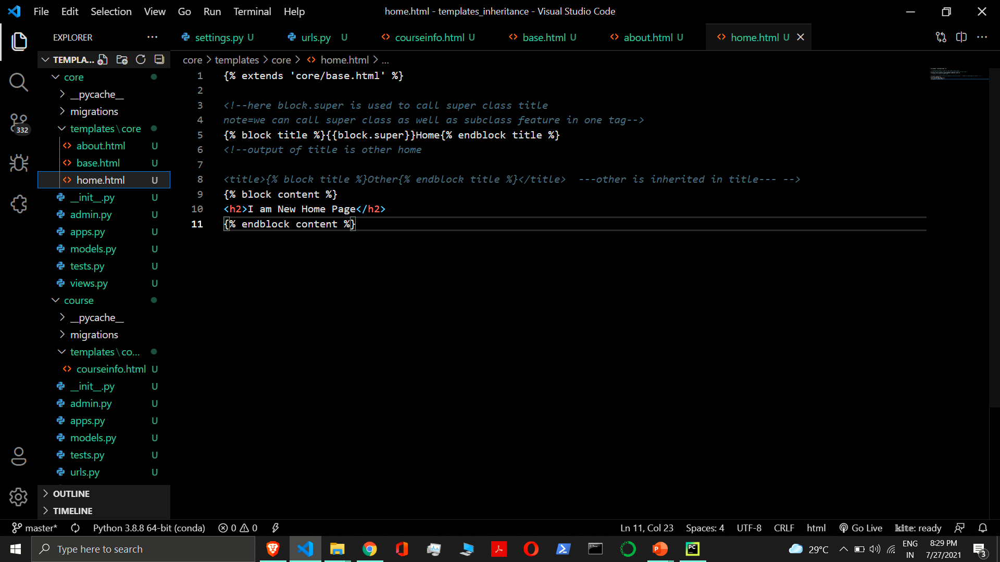 File Edit Selection View Go Run Terminal Help
home.html - templates_inheritance - Visual Studio Code
EXPLORER
settings.py U
urls.py U
courseinfo.html U
base.html U
about.html U
home.html U
TEMPLA...
core > templates > core > home.html > ...
core
__pycache__
migrations
templates\core
about.html U
base.html U
home.html U
__init__.py U
admin.py U
apps.py U
models.py U
tests.py U
views.py U
course
__pycache__
migrations
templates\co...
courseinfo.html U
__init__.py U
admin.py U
apps.py U
models.py U
tests.py U
urls.py U
OUTLINE
TIMELINE
332
1 {% extends 'core/base.html' %}
2
3 <!--here block.super is used to call super class title
4 note=we can call super class as well as subclass feature in one tag-->
5 {% block title %}{{block.super}}Home{% endblock title %}
6 <!--output of title is other home
7
8 <title>{% block title %}Other{% endblock title %}</title>  ---other is inherited in title--- -->
9 {% block content %}
10 <h2>I am New Home Page</h2>
11 {% endblock content %}
master* Python 3.8.8 64-bit (conda) 0 0 Ln 11, Col 23 Spaces: 4 UTF-8 CRLF html Go Live kite: ready
Type here to search
PC
29°C
ENG
IN
8:29 PM
7/27/2021
3